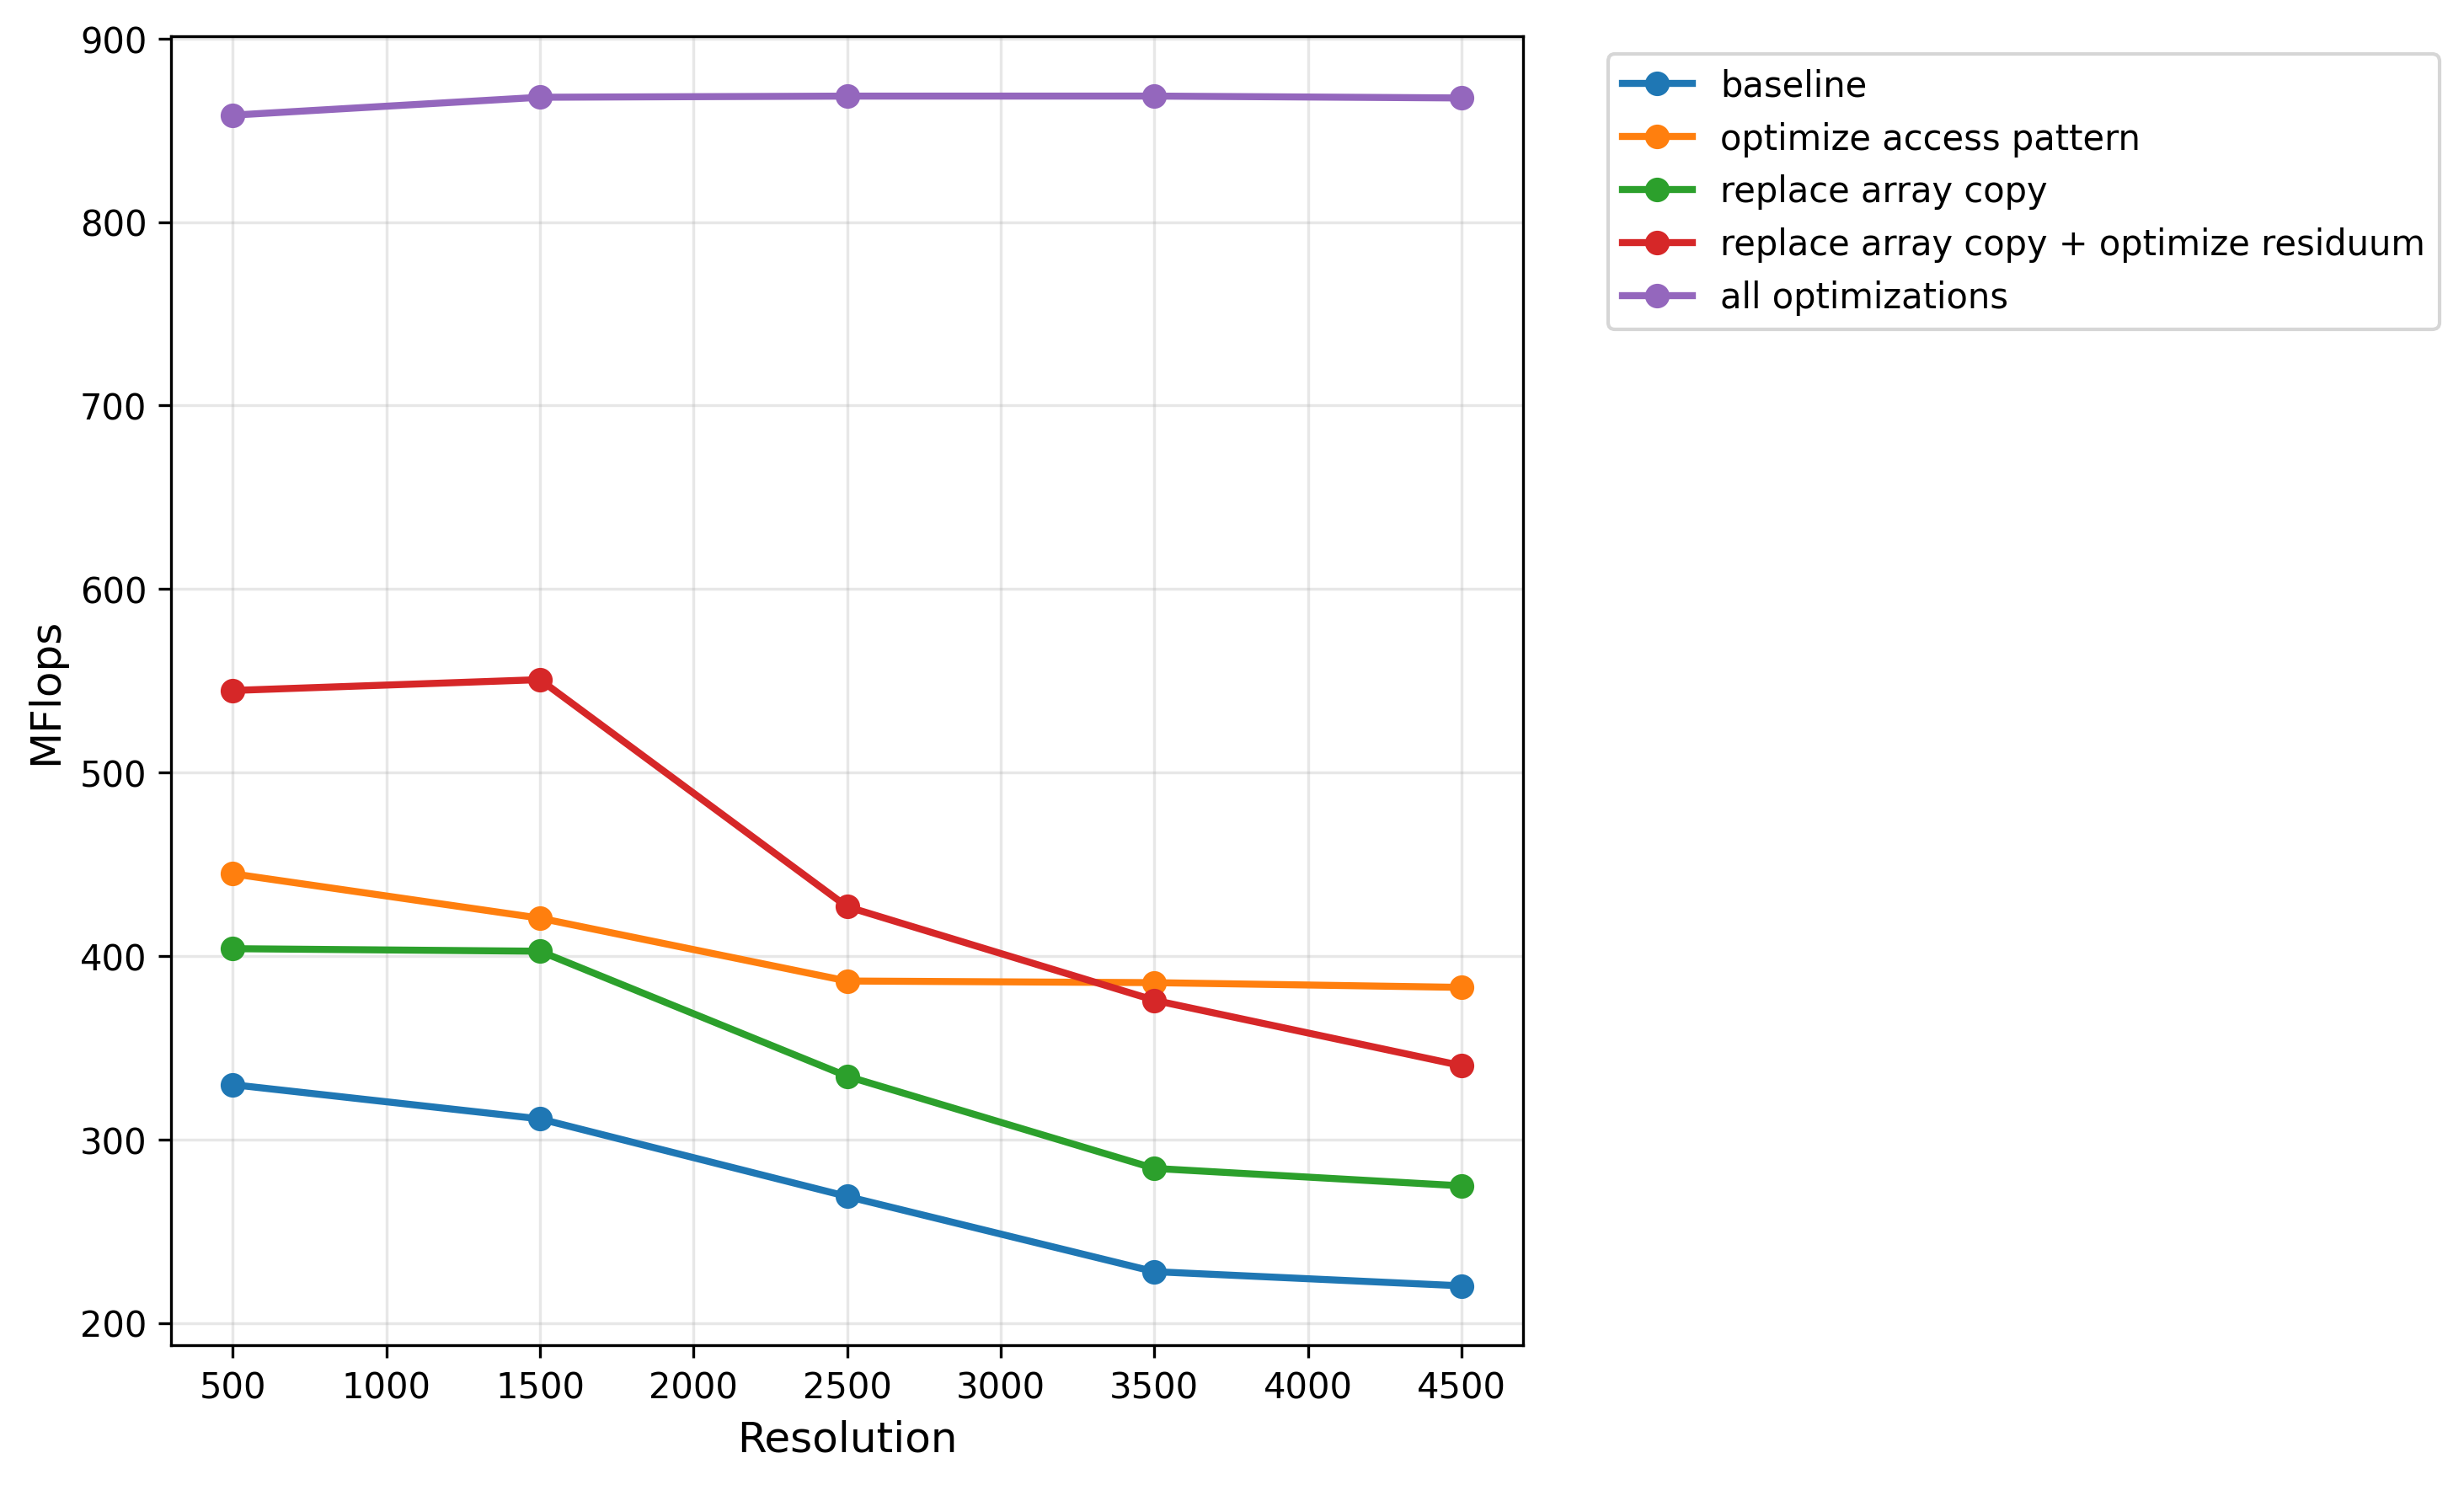 900
800
700
600
500
400
300
200
MFlops
500 1000 1500 2000 2500 3000 3500 4000 4500
Resolution
baseline
optimize access pattern
replace array copy
replace array copy + optimize residuum
all optimizations